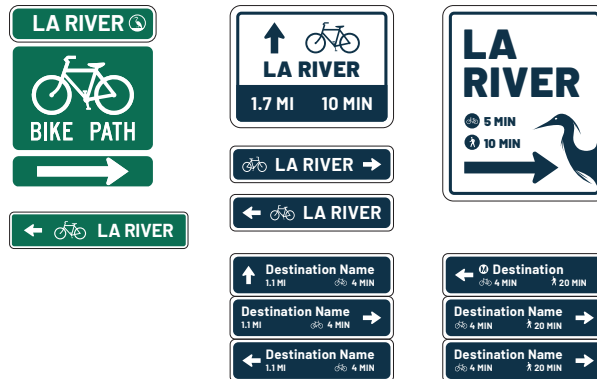 LA RIVER
BIKE PATH
LA RIVER
LA RIVER
1.7 MI 10 MIN
LA RIVER
LA RIVER
Destination Name
1.1 MI 4 MIN
Destination Name
1.1 MI 4 MIN
Destination Name
1.1 MI 4 MIN
LA
RIVER
5 MIN
10 MIN
M Destination
4 MIN 20 MIN
Destination Name
4 MIN 20 MIN
Destination Name
4 MIN 20 MIN